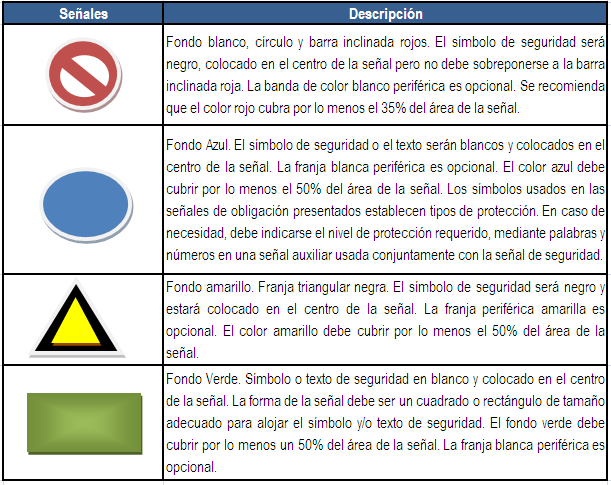 Señales
Descripción
Fondo blanco, círculo y barra inclinada rojos. El símbolo de seguridad será
negro, colocado en el centro de la señal pero no debe sobreponerse a la barra
inclinada roja. La banda de color blanco periférica es opcional. Se recomienda
que el color rojo cubra por lo menos el 35% del área de la señal.
Fondo Azul. El símbolo de seguridad o el texto serán blancos y colocados en el
centro de la señal. La franja blanca periférica es opcional. El color azul debe
cubrir por lo menos el 50% del área de la señal. Los símbolos usados en las
señales de obligación presentados establecen tipos de protección. En caso de
necesidad, debe indicarse el nivel de protección requerido, mediante palabras y
números en una señal auxiliar usada conjuntamente con la señal de seguridad.
Fondo amarillo. Franja triangular negra. El símbolo de seguridad será negro y
estará colocado en el centro de la señal. La franja periférica amarilla es
opcional. El color amarillo debe cubrir por lo menos el 50% del área de la
señal.
Fondo Verde. Símbolo o texto de seguridad en blanco y colocado en el centro
de la señal. La forma de la señal debe ser un cuadrado o rectángulo de tamaño
adecuado para alojar el símbolo y/o texto de seguridad. El fondo verde debe
cubrir por lo menos un 50% del área de la señal. La franja blanca periférica es
opcional.